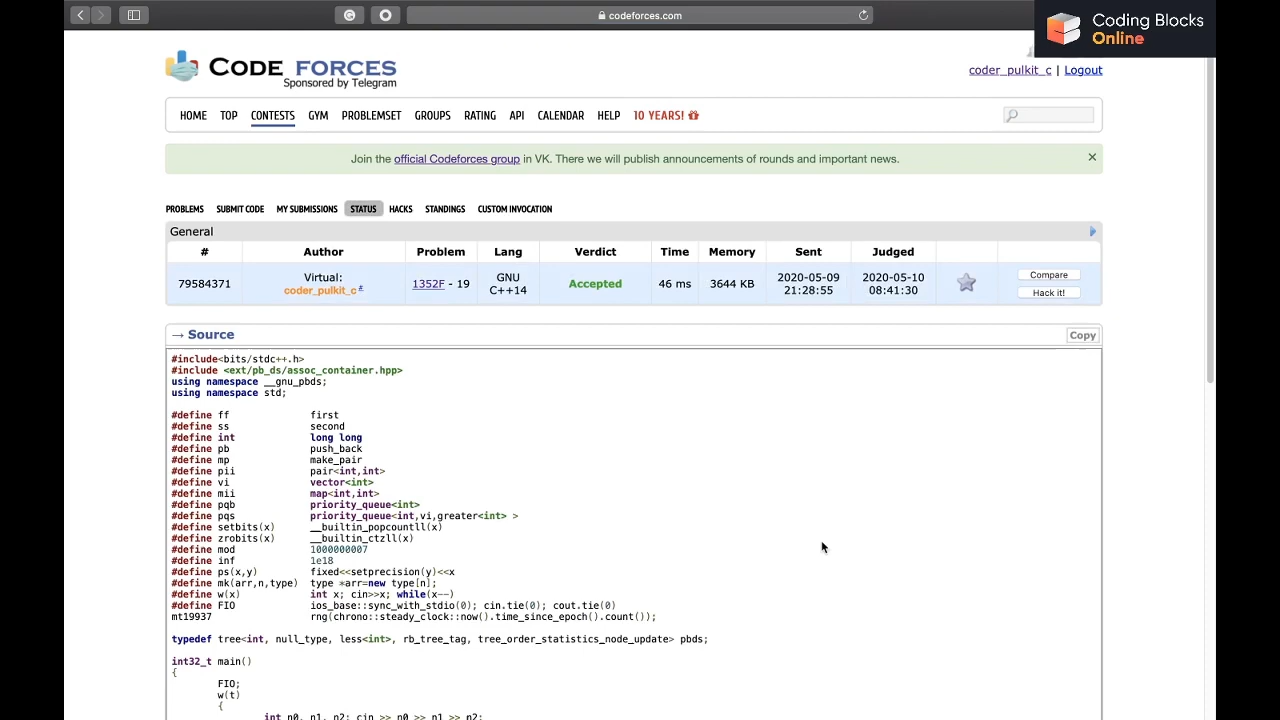 codeforces.com
Coding Blocks
Online
CODE FORCES
Sponsored by Telegram
coder_pulkit_c | Logout
HOME TOP CONTESTS GYM PROBLEMSET GROUPS RATING API CALENDAR HELP 10 YEARS!
Join the official Codeforces group in VK. There we will publish announcements of rounds and important news. ×
PROBLEMS SUBMIT CODE MY SUBMISSIONS STATUS HACKS STANDINGS CUSTOM INVOCATION
General
# Author Problem Lang Verdict Time Memory Sent Judged
79584371 Virtual: coder_pulkit_c # 1352F - 19 GNU C++14 Accepted 46 ms 3644 KB 2020-05-09 21:28:55 2020-05-10 08:41:30 Compare
Hack it!
→ Source Copy
#include<bits/stdc++.h>
#include <ext/pb_ds/assoc_container.hpp>
using namespace __gnu_pbds;
using namespace std;
#define ff first
#define ss second
#define int long long
#define pb push_back
#define mp make_pair
#define pii pair<int,int>
#define vi vector<int>
#define mii map<int,int>
#define pqb priority_queue<int>
#define pqs priority_queue<int,vi,greater<int> >
#define setbits(x) __builtin_popcountll(x)
#define zrobits(x) __builtin_ctzll(x)
#define mod 1000000007
#define inf 1e18
#define ps(x,y) fixed<<setprecision(y)<<x
#define mk(arr,n,type) type *arr=new type[n];
#define w(x) int x; cin>>x; while(x--)
#define FIO ios_base::sync_with_stdio(0); cin.tie(0); cout.tie(0)
mt19937 rng(chrono::steady_clock::now().time_since_epoch().count());
typedef tree<int, null_type, less<int>, rb_tree_tag, tree_order_statistics_node_update> pbds;
int32_t main()
{
FIO;
w(t)
{
int n0, n1, n2; cin >> n0 >> n1 >> n2;